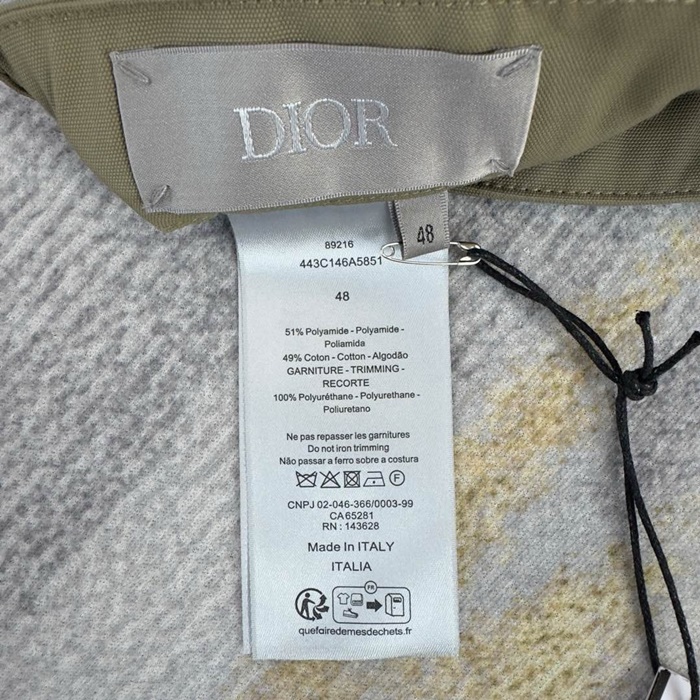 DIOR
48
89216
443C146A5851
48
51% Polyamide - Polyamide -
Poliamida
49% Coton - Cotton - Algodão
GARNITURE - TRIMMING -
RECORTE
100% Polyuréthane - Polyurethane -
Poliuretano
Ne pas repasser les garnitures
Do not iron trimming
Não passar a ferro sobre a costura
F
CNPJ 02-046-366/0003-99
CA 65281
RN : 143628
Made In ITALY
ITALIA
FR
quefairedemesdechets.fr